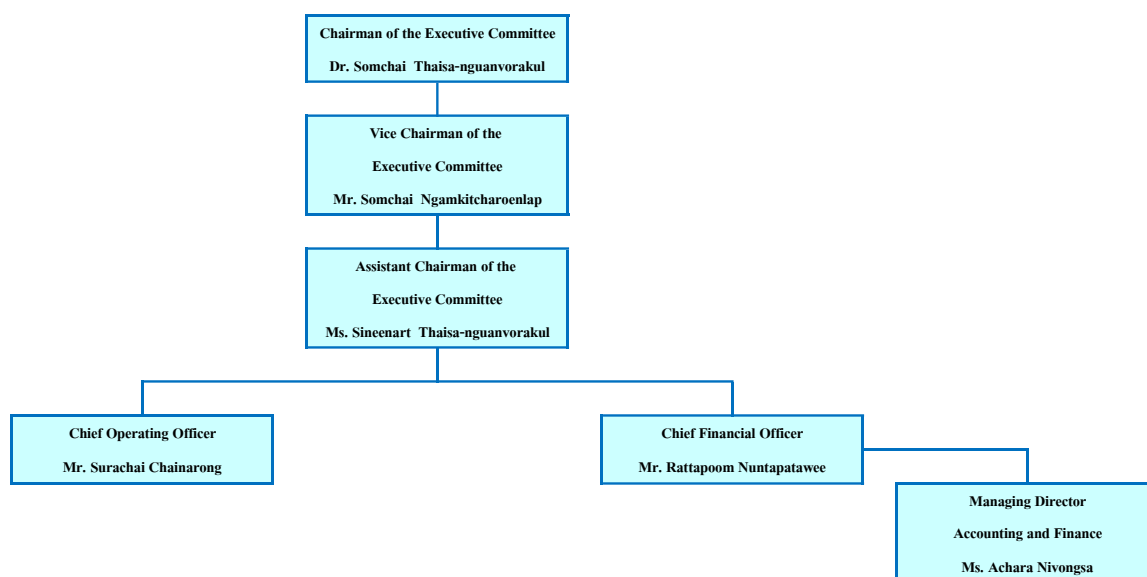 Chairman of the Executive Committee
Dr. Somchai Thaisa-nguanvorakul
Vice Chairman of the
Executive Committee
Mr. Somchai Ngamkitcharoenlap
Assistant Chairman of the
Executive Committee
Ms. Sineenart Thaisa-nguanvorakul
Chief Operating Officer
Mr. Surachai Chainarong
Chief Financial Officer
Mr. Rattapoom Nuntapatawee
Managing Director
Accounting and Finance
Ms. Achara Nivongsa